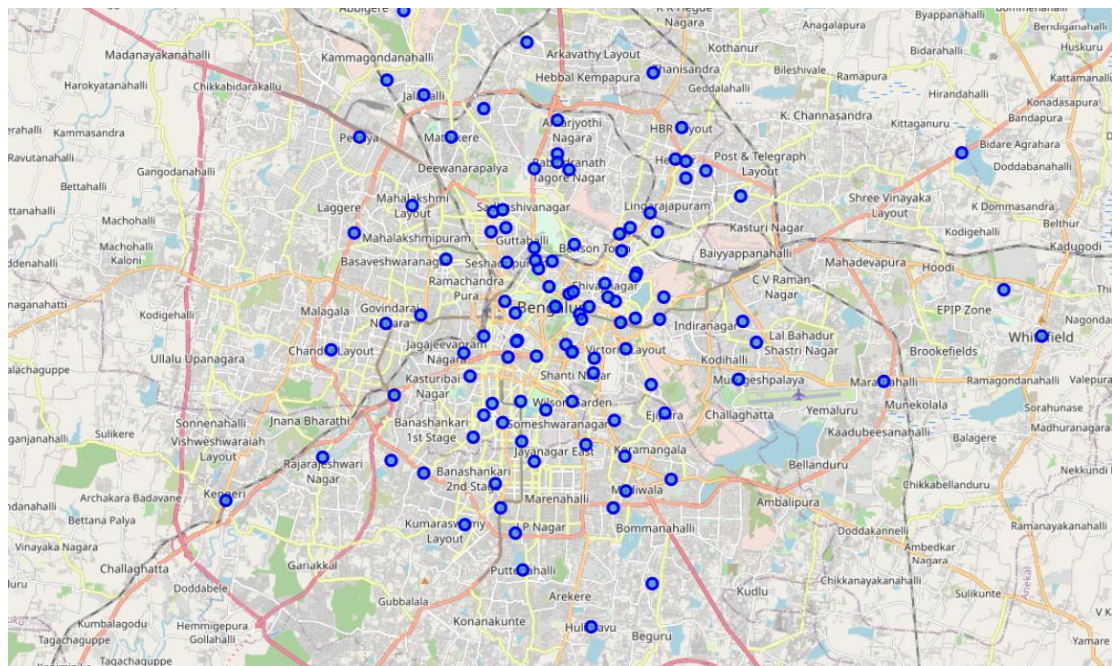 Abbigere
R K Hegde
Nagara
Byappanahalli
Bommenahalli
Bendiganahalli
Anagalapura
Madanayakanahalli
Kammagondanahalli
Arkavathy Layout
Kothanur
Bidarahalli
Huskuru
Harokyatanahalli
Chikkabidarakallu
Hebbal Kempapura
Geddalahalli
Bileshivale
Ramapura
Kattamanallur
Hirandahalli
Konadasapura
Kammasandra
K. Channasandra
Kittaganuru
Bandapura
Nagara
Ravutanahalli
Deewanarapalya
Tagore Nagar
Post & Telegraph
Layout
Bidare Agrahara
Doddabanahalli
Gangodanahalli
Bettahalli
Laggere
Mahalakshmi
Layout
Sadashivanagar
Lingarajapuram
Shree Vinayaka
Layout
K Dommasandra
Machohalli
Machohalli
Colony
Mahalakshmipuram
Guttahalli
Kasturi Nagar
Kodigehalli
Belthur
Kadugodi
Basaveshwaranagar
Baiyyappanahalli
Mahadevapura
Hoodi
Ramachandra
Pura
C V Raman
Nagar
Kodigehalli
Malagala
Govindaraj
Nagara
Bengaluru
Indiranagar
EPIP Zone
Lal Bahadur
Shastri Nagar
Whitefield
Ullalu Upanagara
Chandra Layout
Jagajeevanram
Nagara
Victoria Layout
Kodihalli
Brookefields
Kasturibai
Nagar
Shanti Nagar
Murugeshpalya
Marathahalli
Ramagondanahalli
Jnana Bharathi
Wilson Garden
Ejipura
Challaghatta
Yemaluru
Munekolala
Sorahunase
Sulikere
Sonnenahalli
Vishweshwaraiah
Layout
Banashankari
1st Stage
Someshwaranagar
Kaadubeesanahalli
Madhuranagara
Balagere
Rajarajeshwari
Nagar
Jayanagar East
Koramangala
Bellanduru
Archakara Badavane
Bettana Palya
Kengeri
Banashankari
2nd Stage
Marenahalli
Madiwala
Ambalipura
Chikkabellanduru
Kumaraswamy
Layout
J P Nagar
Bommanahalli
Doddakannelli
Ramanayakanahalli
Vinayaka Nagara
Challaghatta
Ganakkal
Ambedkar
Nagar
Anekal
Doddabele
Puttenahalli
Chikkanayakanahalli
Gubbalala
Arekere
Kudlu
Sulikunte
Kumbalagodu
Hemmigepura
Gollahalli
Konanakunte
Hulimavu
Beguru
Tagachaguppe
Tagachaguppe
Yamare